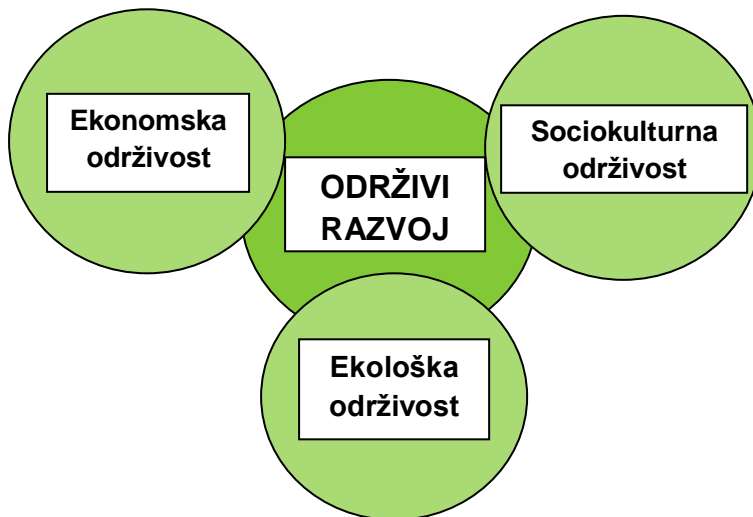 Ekonomska
održivost
Sociokulturna
održivost
ODRŽIVI
RAZVOJ
Ekološka
održivost